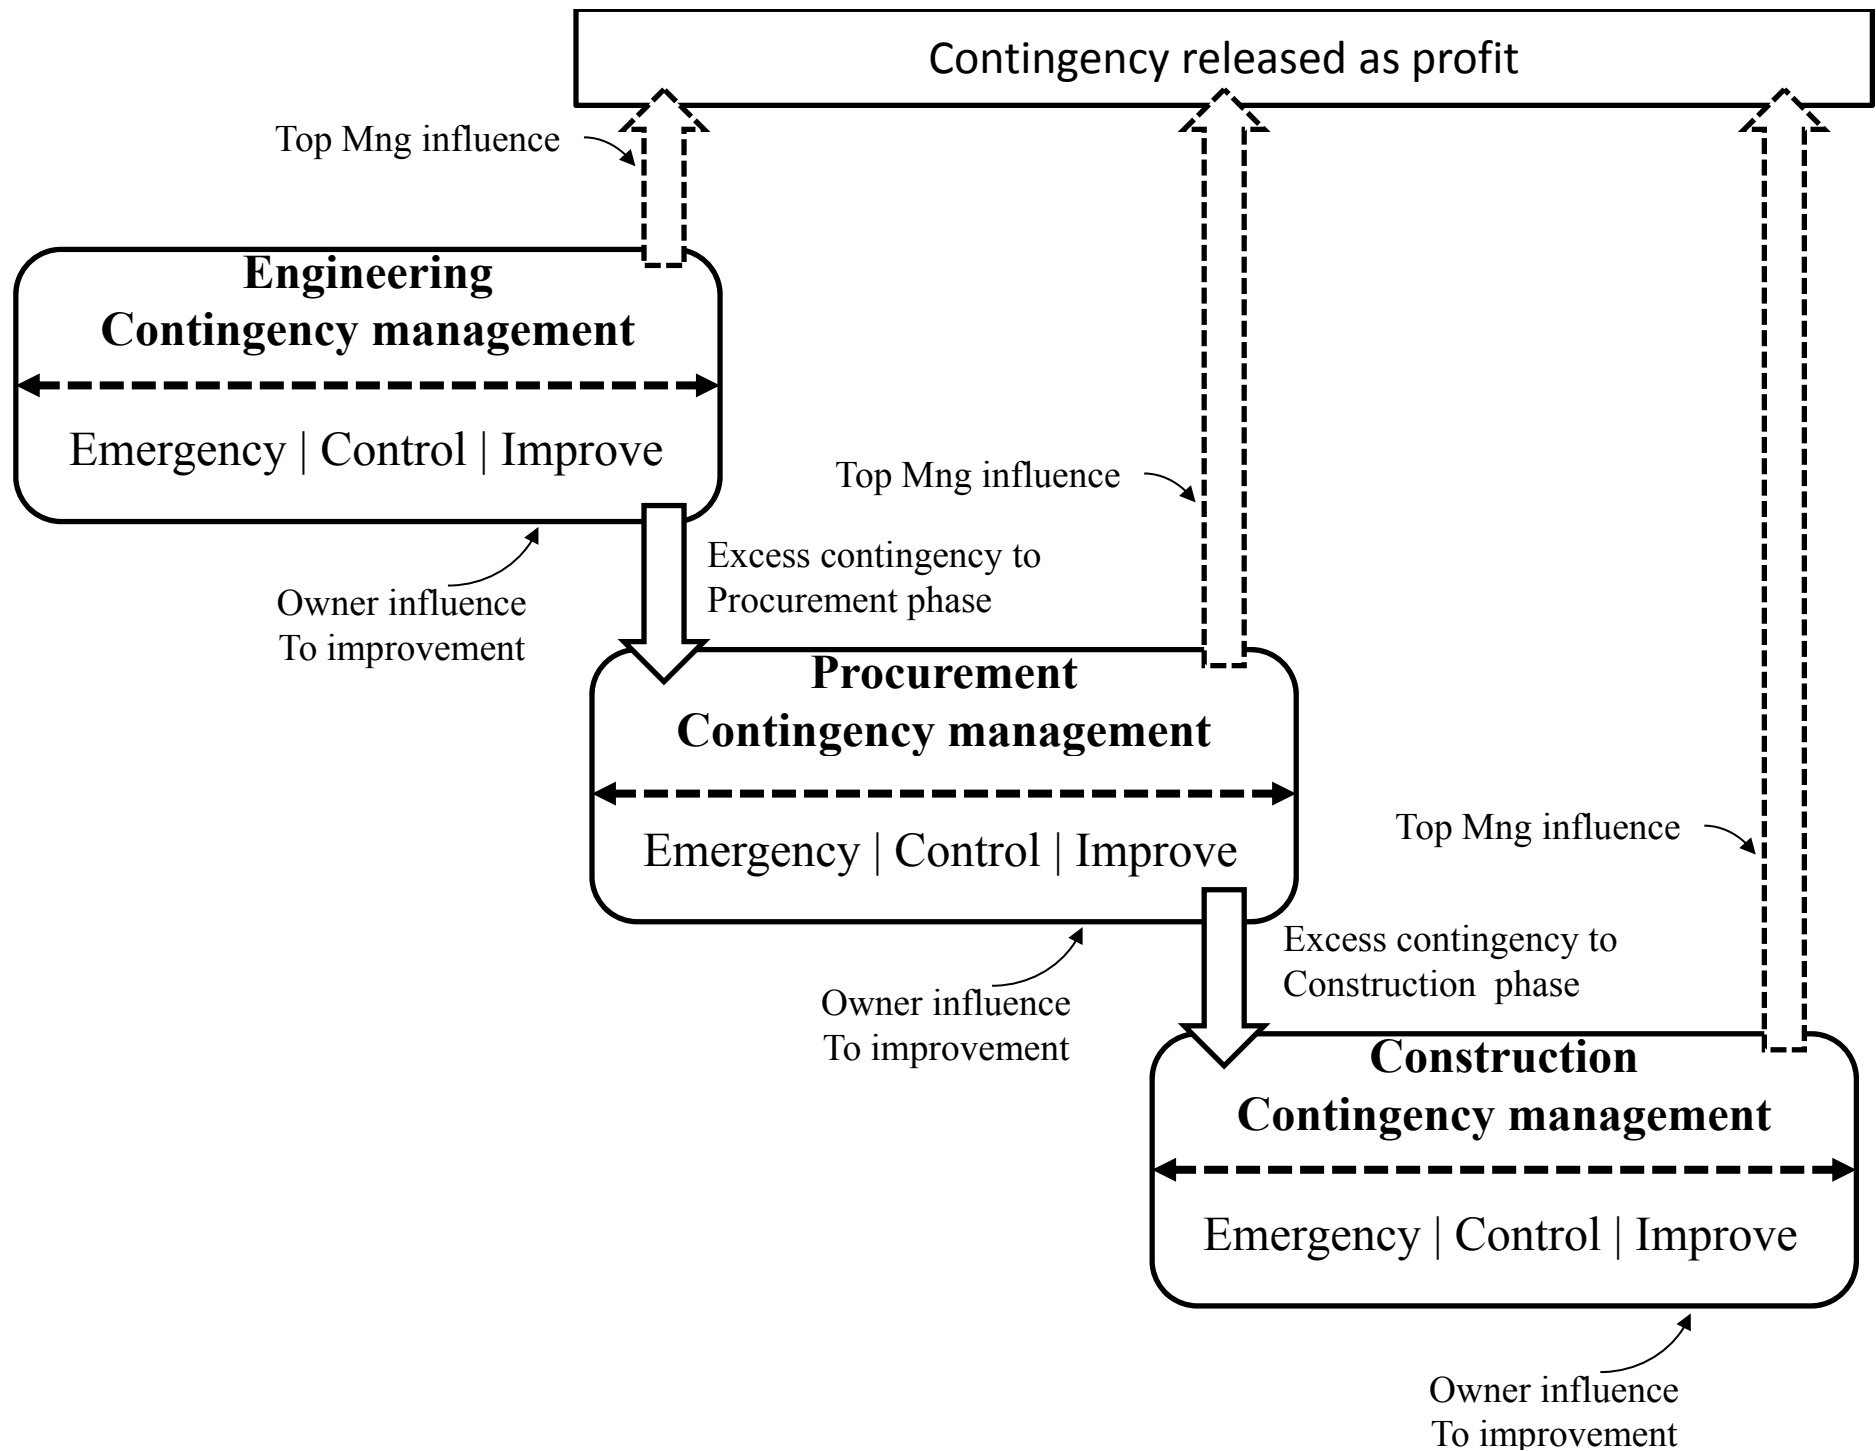 Contingency released as profit
Top Mng influence
Engineering
Contingency management
Emergency | Control | Improve
Top Mng influence
Excess contingency to
Procurement phase
Owner influence
To improvement
Procurement
Contingency management
Emergency | Control | Improve
Top Mng influence
Excess contingency to
Construction  phase
Owner influence
To improvement
Construction
Contingency management
Emergency | Control | Improve
Owner influence
To improvement